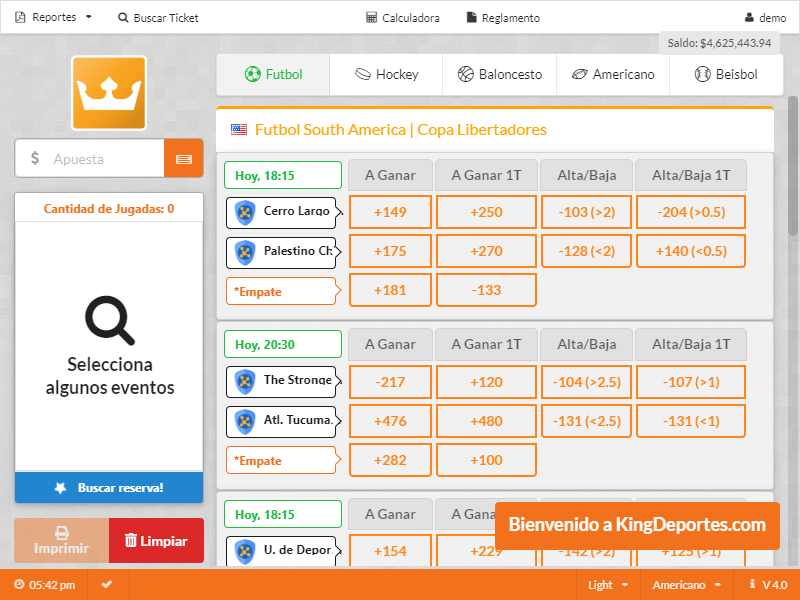 Reportes
Buscar Ticket
Calculadora
Reglamento
demo
Saldo: $4,625,443.94
Futbol
Hockey
Baloncesto
Americano
Beisbol
$ Apuesta
Cantidad de Jugadas: 0
Selecciona
algunos eventos
Buscar reserva!
Imprimir
Limpiar
Futbol South America | Copa Libertadores
Hoy, 18:15 A Ganar A Ganar 1T Alta/Baja Alta/Baja 1T
Cerro Largo +149 +250 -103 (>2) -204 (>0.5)
Palestino Ch +175 +270 -128 (<2) +140 (<0.5)
*Empate +181 -133
Hoy, 20:30 A Ganar A Ganar 1T Alta/Baja Alta/Baja 1T
The Stronge -217 +120 -104 (>2.5) -107 (>1)
Atl. Tucuma. +476 +480 -131 (<2.5) -131 (<1)
*Empate +282 +100
Hoy, 18:15 A Ganar A Gana
U. de Depor. +154 +229 -142 (>2) +125 (>1)
Bienvenido a KingDeportes.com
05:42 pm
Light
Americano
V 4.0